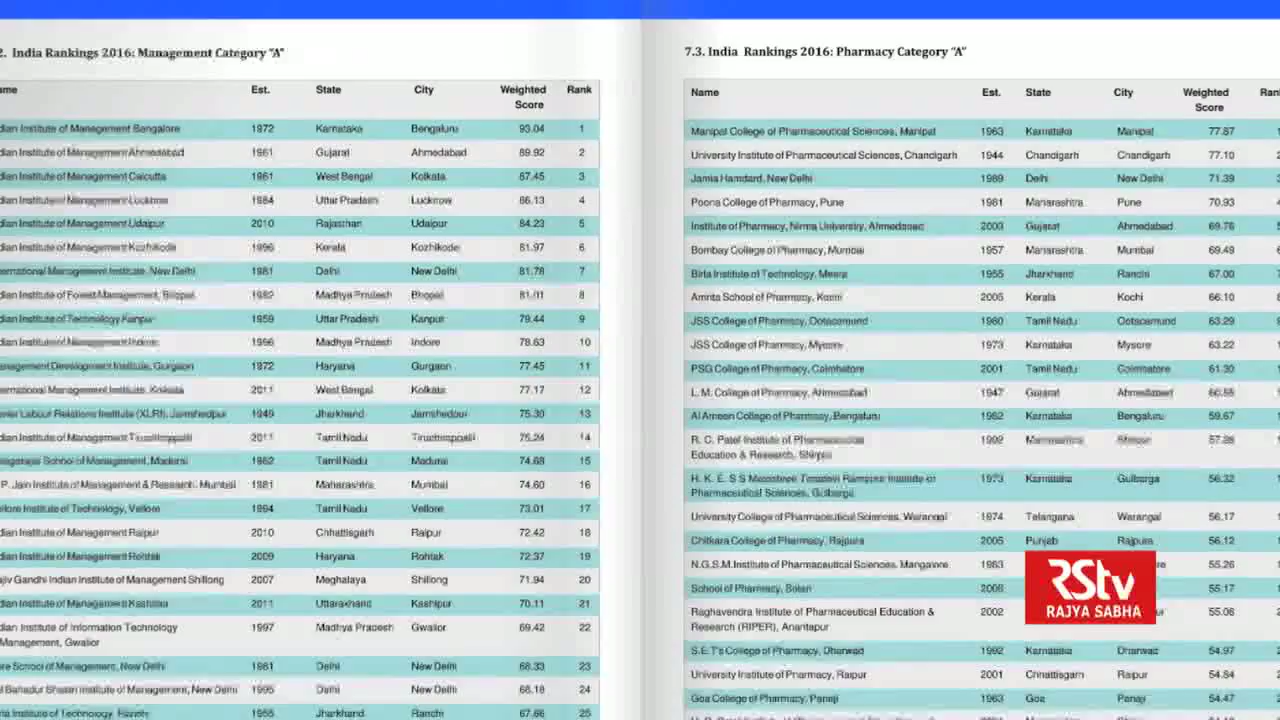 2. India Rankings 2016: Management Category "A"
ame Est. State City Weighted Score Rank
dian Institute of Management Bangalore 1972 Karnataka Bengaluru 93.04 1
dian Institute of Management Ahmedabad 1961 Gujarat Ahmedabad 89.92 2
dian Institute of Management Calcutta 1961 West Bengal Kolkata 87.45 3
dian Institute of Management Lucknow 1984 Uttar Pradesh Lucknow 86.13 4
dian Institute of Management Udaipur 2010 Rajasthan Udaipur 84.23 5
dian Institute of Management Kozhikode 1996 Kerala Kozhikode 81.97 6
ernational Management Institute, New Delhi 1981 Delhi New Delhi 81.78 7
dian Institute of Forest Management, Bhopal 1982 Madhya Pradesh Bhopal 81.01 8
dian Institute of Technology Kanpur 1959 Uttar Pradesh Kanpur 79.44 9
dian Institute of Management Indore 1996 Madhya Pradesh Indore 78.63 10
anagement Development Institute, Gurgaon 1972 Haryana Gurgaon 77.45 11
ernational Management Institute, Kolkata 2011 West Bengal Kolkata 77.17 12
vier Labour Relations Institute (XLRI), Jamshedpur 1949 Jharkhand Jamshedpur 75.30 13
dian Institute of Management Tiruchirappalli 2011 Tamil Nadu Tiruchirappalli 75.24 14
iagarajar School of Management, Madurai 1962 Tamil Nadu Madurai 74.68 15
P. Jain Institute of Management & Research, Mumbai 1981 Maharashtra Mumbai 74.60 16
llore Institute of Technology, Vellore 1984 Tamil Nadu Vellore 73.01 17
dian Institute of Management Raipur 2010 Chhattisgarh Raipur 72.42 18
dian Institute of Management Rohtak 2009 Haryana Rohtak 72.37 19
ajiv Gandhi Indian Institute of Management Shillong 2007 Meghalaya Shillong 71.94 20
dian Institute of Management Kashipur 2011 Uttarakhand Kashipur 70.11 21
dian Institute of Information Technology 1997 Madhya Pradesh Gwalior 69.42 22
Management, Gwalior
ore School of Management, New Delhi 1981 Delhi New Delhi 68.33 23
l Bahadur Shastri Institute of Management, New Delhi 1995 Delhi New Delhi 68.18 24
la Institute of Technology, Ranchi 1955 Jharkhand Ranchi 67.66 25
7.3. India Rankings 2016: Pharmacy Category "A"
Name Est. State City Weighted Score Ran
Manipal College of Pharmaceutical Sciences, Manipal 1963 Karnataka Manipal 77.87
University Institute of Pharmaceutical Sciences, Chandigarh 1944 Chandigarh Chandigarh 77.10
Jamia Hamdard, New Delhi 1989 Delhi New Delhi 71.39
Poona College of Pharmacy, Pune 1981 Maharashtra Pune 70.93
Institute of Pharmacy, Nirma University, Ahmedabad 2003 Gujarat Ahmedabad 69.76
Bombay College of Pharmacy, Mumbai 1957 Maharashtra Mumbai 69.49
Birla Institute of Technology, Mesra 1955 Jharkhand Ranchi 67.00
Amrita School of Pharmacy, Kochi 2005 Kerala Kochi 66.10
JSS College of Pharmacy, Ootacamund 1980 Tamil Nadu Ootacamund 63.29
JSS College of Pharmacy, Mysore 1973 Karnataka Mysore 63.22
PSG College of Pharmacy, Coimbatore 2001 Tamil Nadu Coimbatore 61.30
L. M. College of Pharmacy, Ahmedabad 1947 Gujarat Ahmedabad 60.55
Al Ameen College of Pharmacy, Bengaluru 1982 Karnataka Bengaluru 59.67
R. C. Patel Institute of Pharmaceutical 1992 Maharashtra Shirpur
Education & Research, Shirpur
H. K. E. S S Tamdevi Institute of 1973 Karnataka Gulbarga 56.32
Pharmaceutical Sciences, Gulbarga
University College of Pharmaceutical Sciences, Warangal 1974 Telangana Warangal 56.17
Chitkara College of Pharmacy, Rajpura 2005 Punjab Rajpura 56.12
N.G.S.M.Institute of Pharmaceutical Sciences, Mangalore 1983 re 55.26
School of Pharmacy, Solan 2008 55.17
Raghavendra Institute of Pharmaceutical Education & 2002 ur 55.06
Research (RIPER), Anantapur
S.E.T's College of Pharmacy, Dharwad 1992 Karnataka Dharwad 54.97
University Institute of Pharmacy, Raipur 2001 Chhattisgarh Raipur 54.84
Goa College of Pharmacy, Panaji 1963 Goa Panaji 54.47
RSTV
RAJYA SABHA